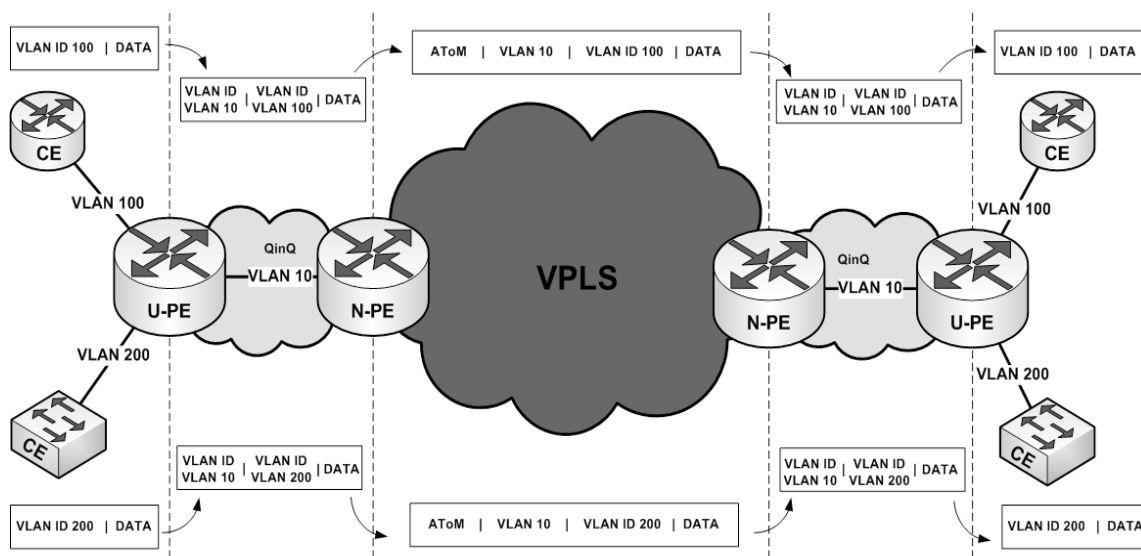 VLAN ID 100 | DATA
AToM | VLAN 10 | VLAN ID 100 | DATA
VLAN ID 100 | DATA
VLAN ID | VLAN ID | DATA
VLAN 10 | VLAN 100
VLAN ID | VLAN ID | DATA
VLAN 10 | VLAN 100
CE
CE
VLAN 100
VLAN 100
QinQ
QinQ
VLAN 10
VPLS
VLAN 10
U-PE
N-PE
N-PE
U-PE
VLAN 200
VLAN 200
CE
CE
VLAN ID | VLAN ID | DATA
VLAN 10 | VLAN 200
VLAN ID | VLAN ID | DATA
VLAN 10 | VLAN 200
VLAN ID 200 | DATA
AToM | VLAN 10 | VLAN ID 200 | DATA
VLAN ID 200 | DATA